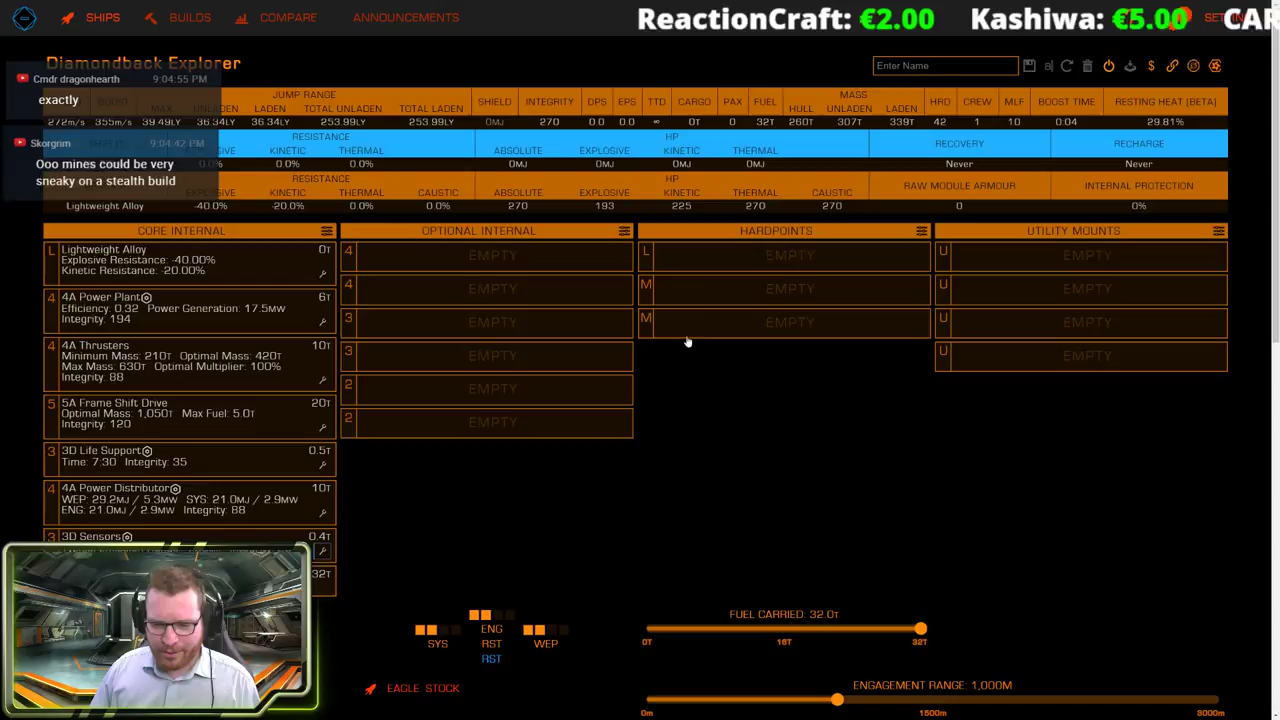 SHIPS BUILDS COMPARE ANNOUNCEMENTS
ReactionCraft: €2.00 Kashiwa: €5.00 CAR
Diamondback Explorer
Enter Name
Cmdr dragonhearth 9:04:55 PM
exactly
Skorgrim 9:04:42 PM
Ooo mines could be very
sneaky on a stealth build
JUMP RANGE MASS
MAX UNLADEN LADEN TOTAL UNLADEN TOTAL LADEN SHIELD INTEGRITY DPS EPS TTD CARGO PAX FUEL HULL UNLADEN LADEN HRD CREW MLF BOOST TIME RESTING HEAT (BETA)
272m/s 355m/s 39.49LY 36.34LY 36.34LY 253.99LY 253.99LY 0MJ 270 0.0 0.0 ∞ 0T 0 32T 260T 307T 339T 42 1 10 0:04 29.81%
RESISTANCE HP RECOVERY RECHARGE
KINETIC THERMAL ABSOLUTE EXPLOSIVE KINETIC THERMAL
0.0% 0.0% 0.0% 0MJ 0MJ 0MJ 0MJ Never Never
RESISTANCE HP RAW MODULE ARMOUR INTERNAL PROTECTION
EXPLOSIVE KINETIC THERMAL CAUSTIC ABSOLUTE EXPLOSIVE KINETIC THERMAL CAUSTIC
Lightweight Alloy -40.0% -20.0% 0.0% 0.0% 270 193 225 270 270 0 0%
CORE INTERNAL OPTIONAL INTERNAL HARDPOINTS UTILITY MOUNTS
L Lightweight Alloy 0T
Explosive Resistance: -40.00%
Kinetic Resistance: -20.00%
4 4A Power Plant 6T
Efficiency: 0.32 Power Generation: 17.5MW
Integrity: 194
4 4A Thrusters 10T
Minimum Mass: 210T Optimal Mass: 420T
Max Mass: 630T Optimal Multiplier: 100%
Integrity: 88
5 5A Frame Shift Drive 20T
Optimal Mass: 1,050T Max Fuel: 5.0T
Integrity: 120
3 3D Life Support 0.5T
Time: 7:30 Integrity: 35
4 4A Power Distributor 10T
WEP: 29.2MJ / 5.3MW SYS: 21.0MJ / 2.9MW
ENG: 21.0MJ / 2.9MW Integrity: 88
3 3D Sensors 0.4T
32T
4 EMPTY
4 EMPTY
3 EMPTY
3 EMPTY
2 EMPTY
2 EMPTY
L EMPTY
M EMPTY
M EMPTY
U EMPTY
U EMPTY
U EMPTY
U EMPTY
SYS ENG WEP
RST
RST
FUEL CARRIED: 32.0T
0T 16T 32T
EAGLE: STOCK
ENGAGEMENT RANGE: 1,000M
0m 1500m 3000m